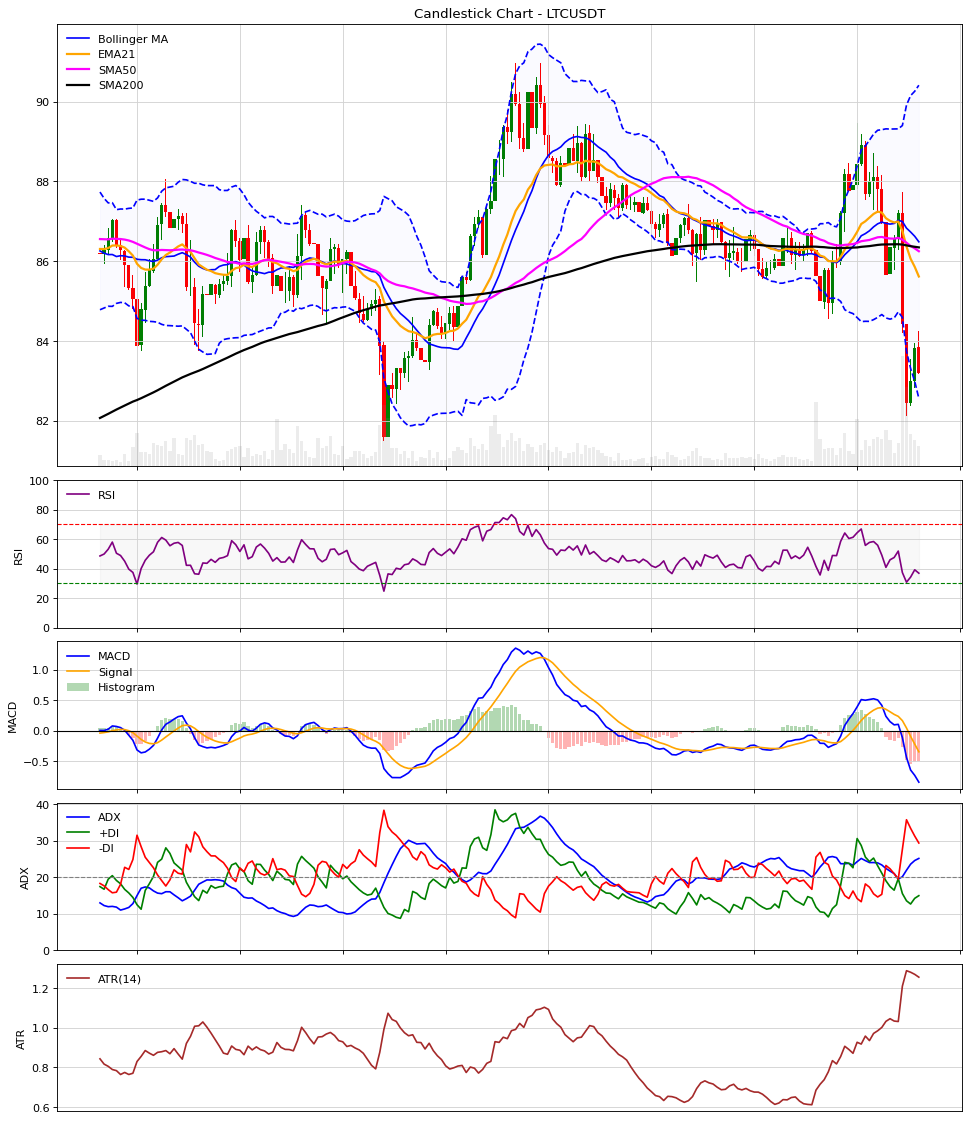 Candlestick Chart - LTCUSDT
Bollinger MA
EMA21
SMA50
SMA200
90
88
86
84
82
RSI
100
80
60
40
20
0
RSI
MACD
Signal
Histogram
1.0
0.5
0.0
−0.5
MACD
ADX
+DI
-DI
40
30
20
10
0
ADX
ATR(14)
1.2
1.0
0.8
0.6
ATR